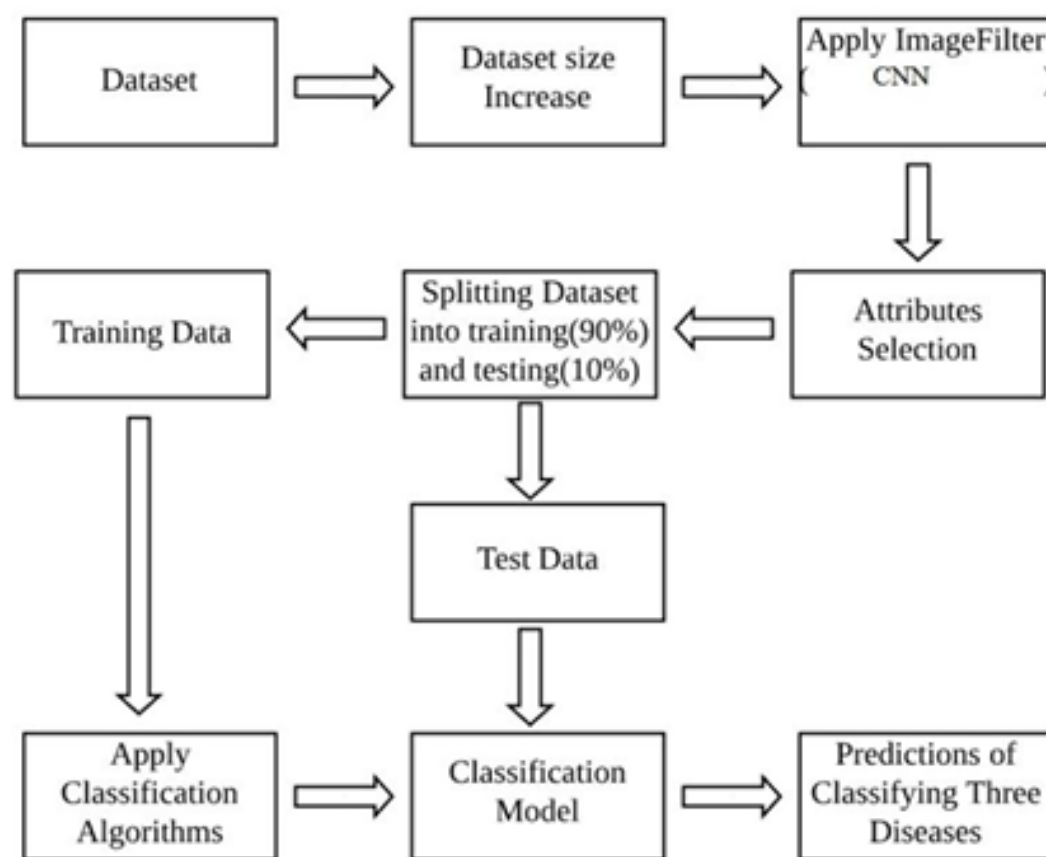 Dataset
Dataset size
Increase
Apply ImageFilter
( CNN )
Training Data
Splitting Dataset
into training(90%)
and testing(10%)
Attributes
Selection
Test Data
Apply
Classification
Algorithms
Classification
Model
Predictions of
Classifying Three
Diseases